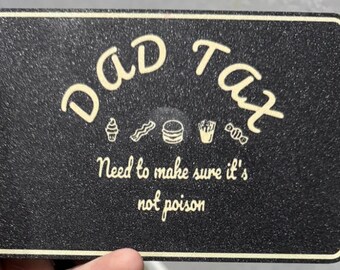 DAD TAX
Need to make sure it's
not poison